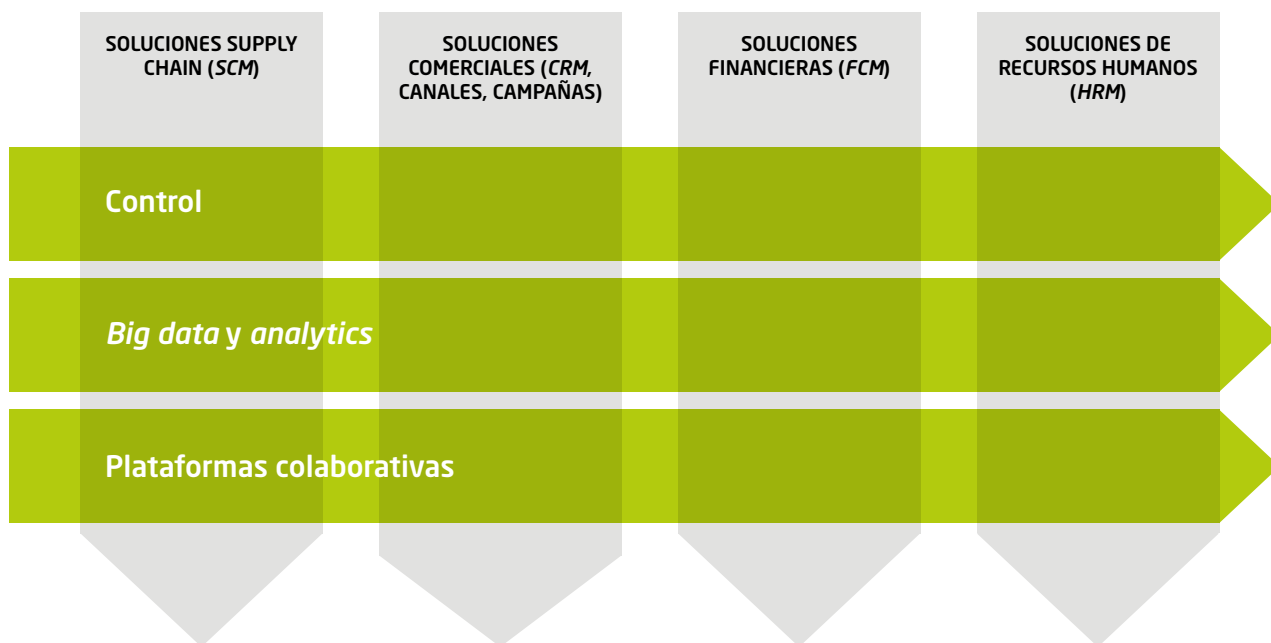 SOLUCIONES SUPPLY
CHAIN (SCM)
SOLUCIONES
COMERCIALES (CRM,
CANALES, CAMPAÑAS)
SOLUCIONES
FINANCIERAS (FCM)
SOLUCIONES DE
RECURSOS HUMANOS
(HRM)
Control
Big data y analytics
Plataformas colaborativas